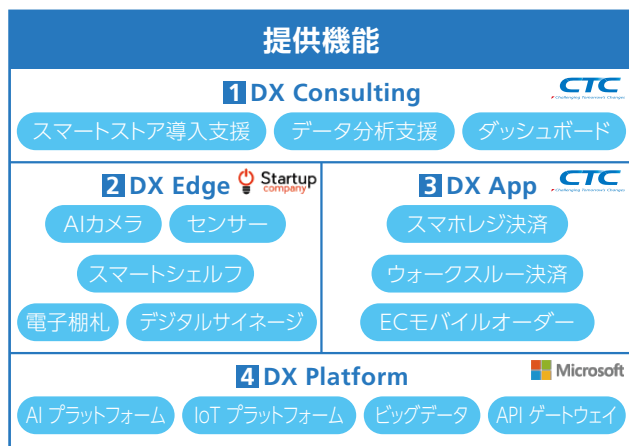 提供機能
1 DX Consulting
CTC
Challenging Tomorrow's Changes
スマートストア導入支援 データ分析支援 ダッシュボード
2 DX Edge
Startup
company
AIカメラ センサー
スマートシェルフ
電子棚札 デジタルサイネージ
3 DX App
CTC
Challenging Tomorrow's Changes
スマホレジ決済
ウォークスルー決済
ECモバイルオーダー
4 DX Platform
Microsoft
AI プラットフォーム IoT プラットフォーム ビッグデータ API ゲートウェイ